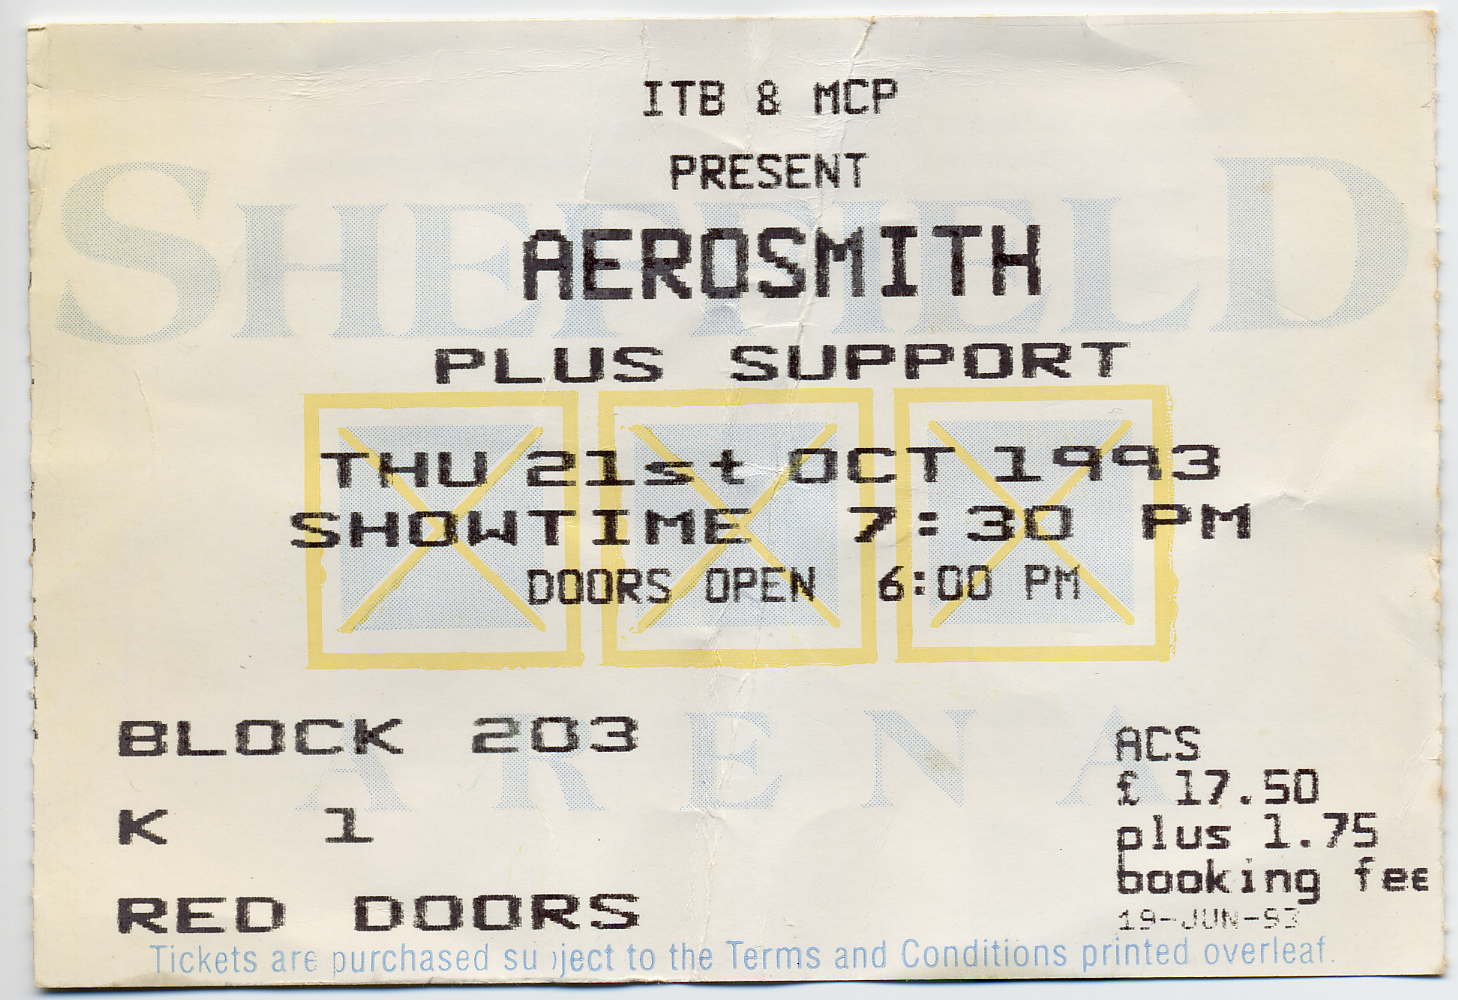 ITB & MCP
PRESENT
SHEFFIELD
AEROSMITH
PLUS SUPPORT
THU 21st OCT 1993
SHOWTIME 7:30 PM
DOORS OPEN 6:00 PM
ARENA
BLOCK 203
K 1
RED DOORS
ACS
£ 17.50
plus 1.75
booking fee
19-JUN-93
Tickets are purchased subject to the Terms and Conditions printed overleaf.